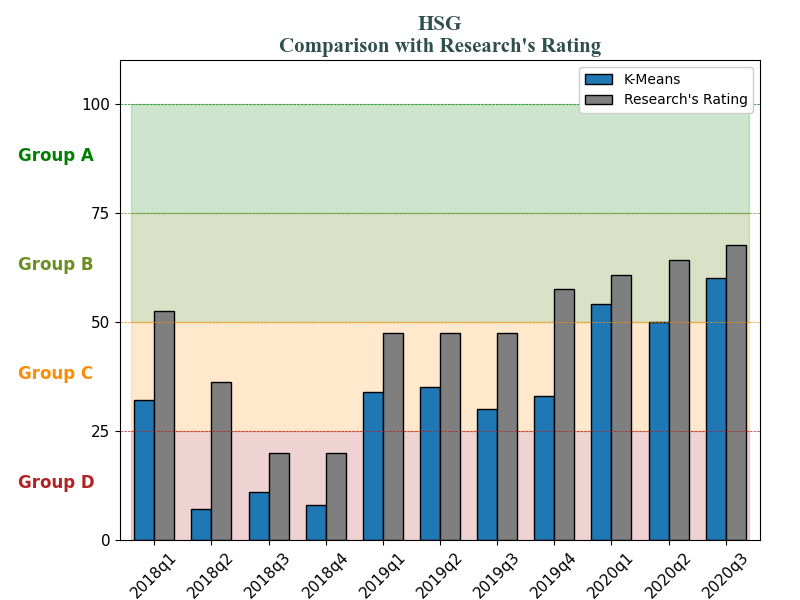 HSG
Comparison with Research's Rating
K-Means
Research's Rating
100
Group A
75
Group B
50
Group C
25
Group D
0
2018q1
2018q2
2018q3
2018q4
2019q1
2019q2
2019q3
2019q4
2020q1
2020q2
2020q3